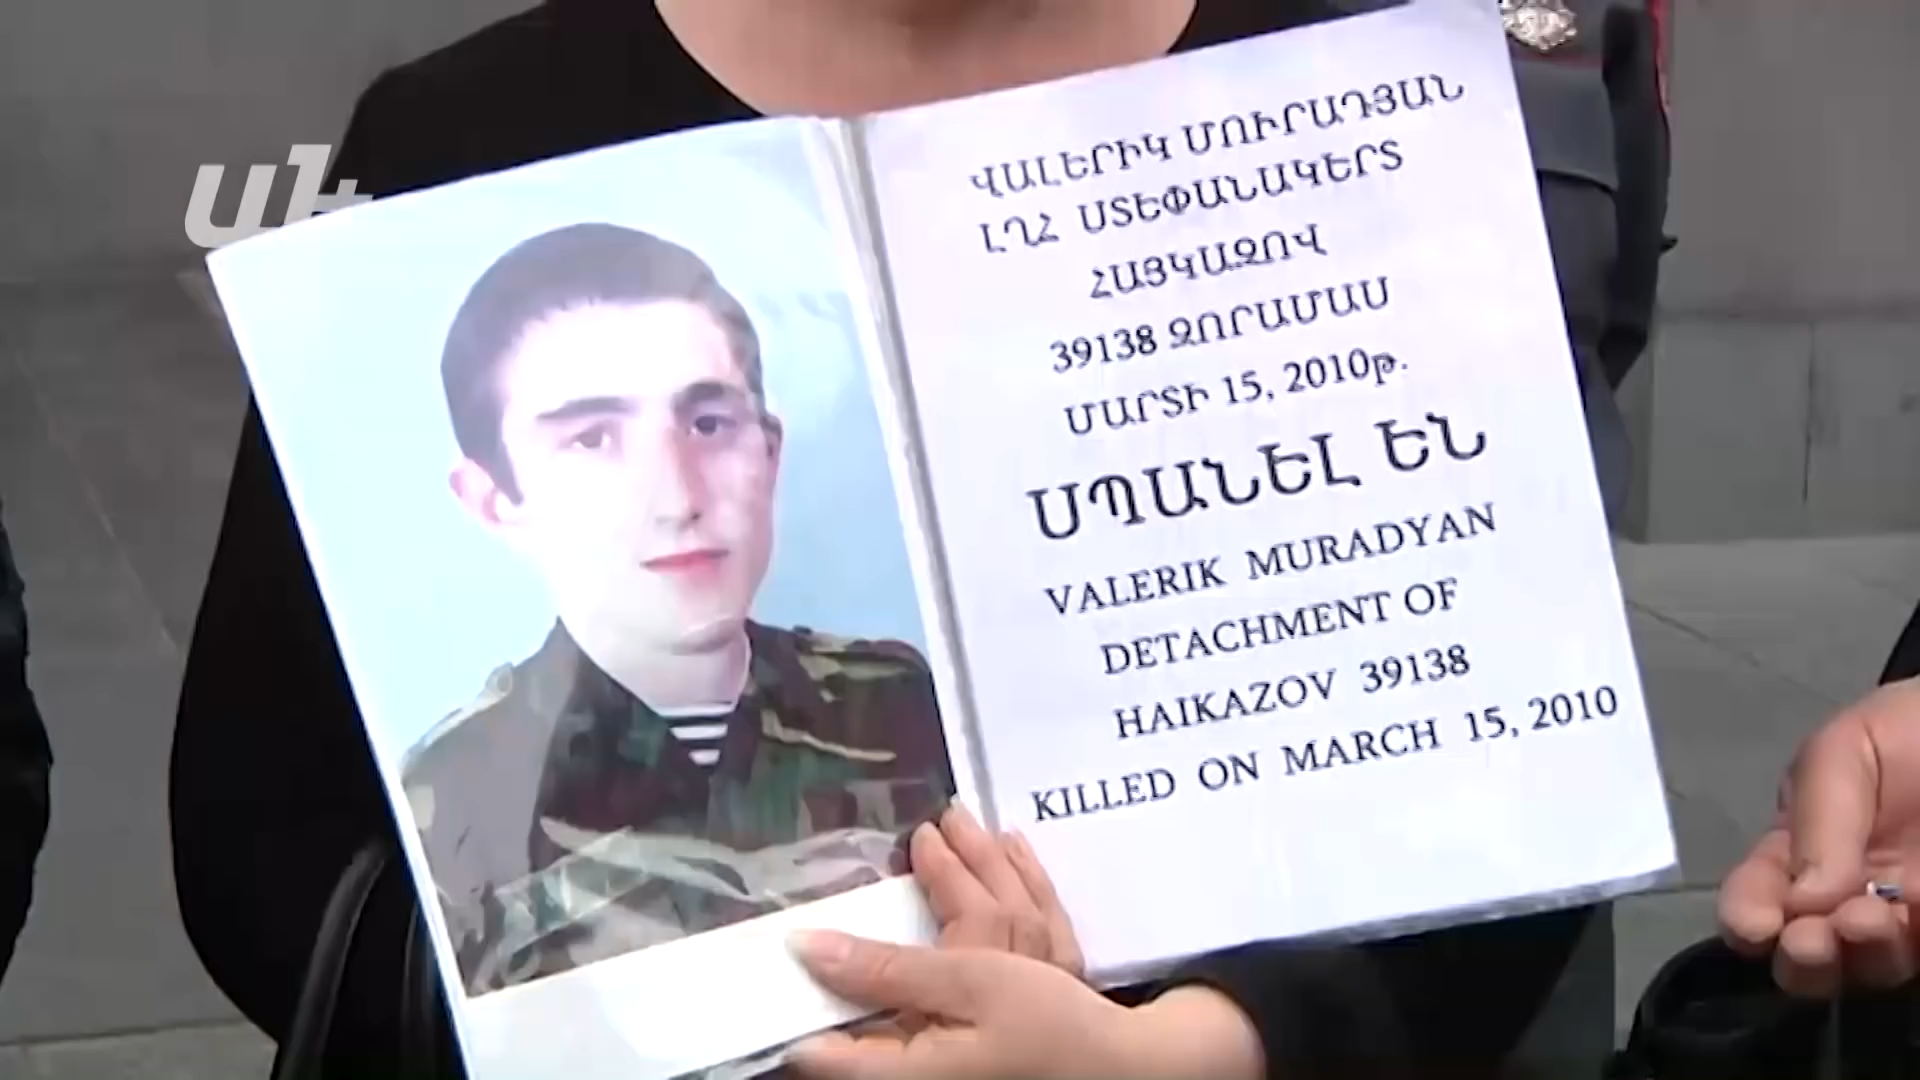 ԱԼ
ՎԱԼԵՐԻԿ ՄՈՒՐԱԴՅԱՆ
ԼՂՀ ՍՏԵՓԱՆԱԿԵՐՏ
ՀԱՅԿԱԶՈՎ
39138 ԶՈՐԱՄԱՍ
ՄԱՐՏԻ 15, 2010թ.
ՍՊԱՆԵԼ ԵՆ
VALERIK MURADYAN
DETACHMENT OF
HAIKAZOV 39138
KILLED ON MARCH 15, 2010